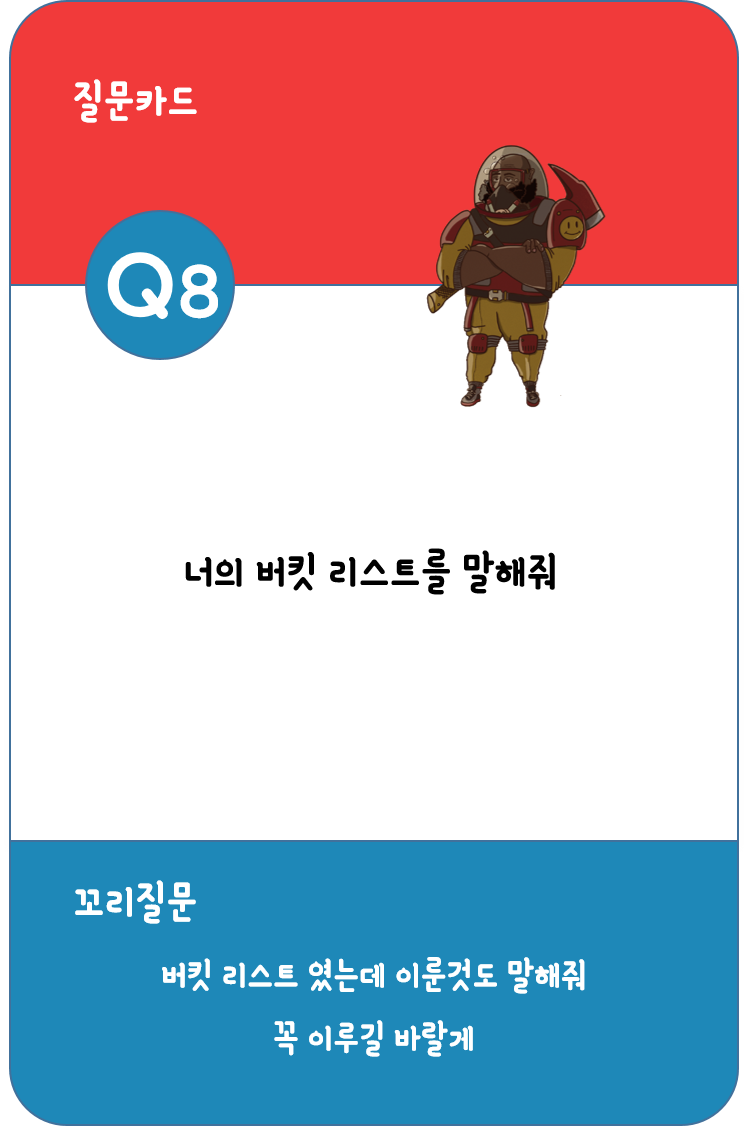 질문카드
Q8
너의 버킷 리스트를 말해줘
꼬리질문
버킷 리스트 였는데 이룬것도 말해줘
꼭 이루길 바랄게